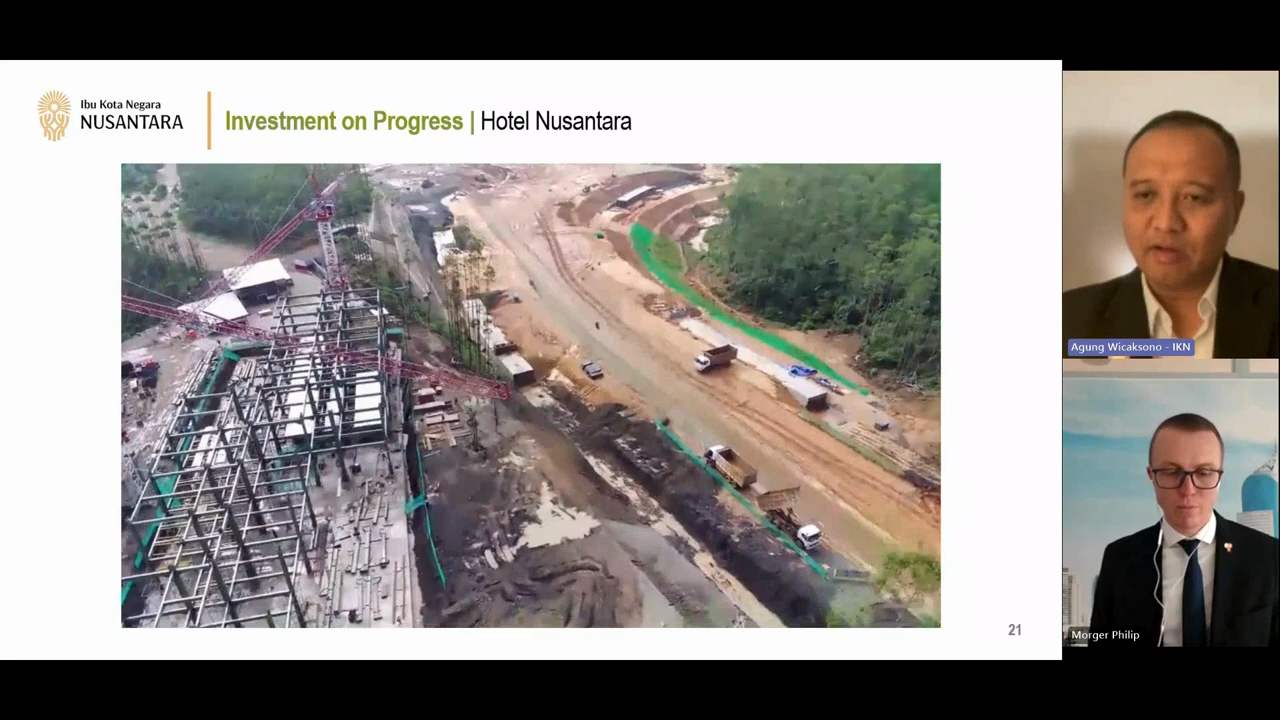 Ibu Kota Negara
NUSANTARA
Investment on Progress | Hotel Nusantara
21
Agung Wicaksono - IKN
Morger Philip